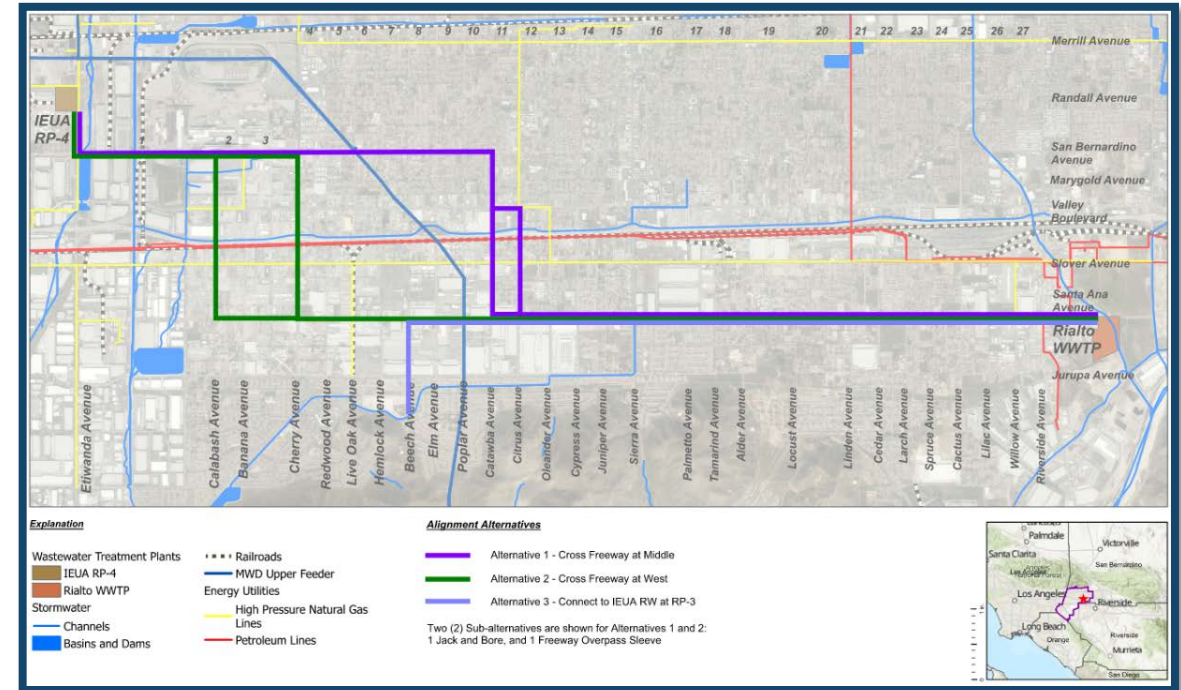 4 5 6 7 8 9 10 11 12 13 14 15 16 17 18 19 20 21 22 23 24 25 26 27
Merrill Avenue
Randall Avenue
IEUA
RP-4
1 2 3
San Bernardino
Avenue
Marygold Avenue
Valley
Boulevard
Slover Avenue
Santa Ana
Avenue
Rialto
WWTP
Jurupa Avenue
Etiwanda Avenue
Calabash Avenue
Banana Avenue
Cherry Avenue
Redwood Avenue
Live Oak Avenue
Hemlock Avenue
Beech Avenue
Elm Avenue
Poplar Avenue
Catawba Avenue
Citrus Avenue
Oleander Avenue
Cypress Avenue
Juniper Avenue
Sierra Avenue
Palmetto Avenue
Tamarind Avenue
Alder Avenue
Locust Avenue
Linden Avenue
Cedar Avenue
Larch Avenue
Spruce Avenue
Cactus Avenue
Lilac Avenue
Willow Avenue
Riverside Avenue
Explanation
Wastewater Treatment Plants
IEUA RP-4
Rialto WWTP
Stormwater
Channels
Basins and Dams
Railroads
MWD Upper Feeder
Energy Utilities
High Pressure Natural Gas
Lines
Petroleum Lines
Alignment Alternatives
Alternative 1 - Cross Freeway at Middle
Alternative 2 - Cross Freeway at West
Alternative 3 - Connect to IEUA RW at RP-3
Two (2) Sub-alternatives are shown for Alternatives 1 and 2:
1 Jack and Bore, and 1 Freeway Overpass Sleeve
Palmdale
Victorville
Santa Clarita
San Bernardino
Los Angeles
Riverside
Long Beach
Orange
Riverside
Murrieta
San Diego